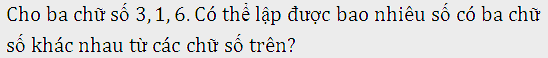 Cho ba chữ số 3, 1, 6. Có thể lập được bao nhiêu số có ba chữ
số khác nhau từ các chữ số trên?